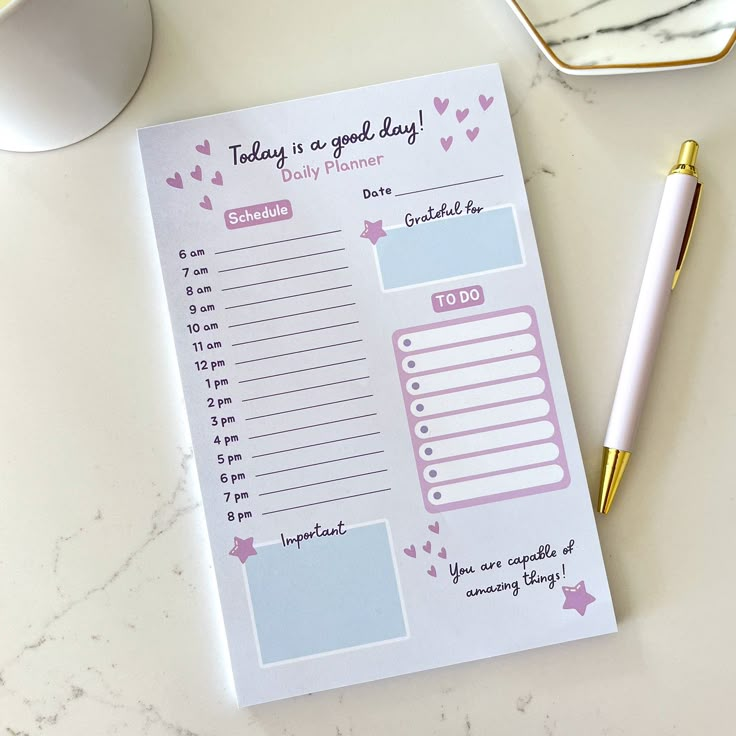 Today is a good day!
Daily Planner
Date
Schedule
6 am
7 am
8 am
9 am
10 am
11 am
12 pm
1 pm
2 pm
3 pm
4 pm
5 pm
6 pm
7 pm
8 pm
Grateful for
TO DO
Important
You are capable of
amazing things!